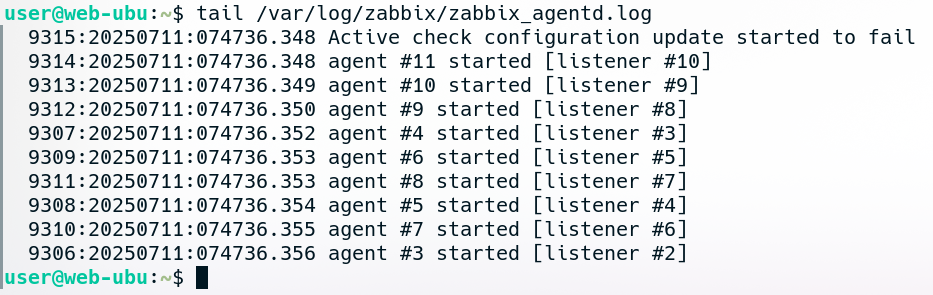 user@web-ubu:~$ tail /var/log/zabbix/zabbix_agentd.log
  9315:20250711:074736.348 Active check configuration update started to fail
  9314:20250711:074736.348 agent #11 started [listener #10]
  9313:20250711:074736.349 agent #10 started [listener #9]
  9312:20250711:074736.350 agent #9 started [listener #8]
  9307:20250711:074736.352 agent #4 started [listener #3]
  9309:20250711:074736.353 agent #6 started [listener #5]
  9311:20250711:074736.353 agent #8 started [listener #7]
  9308:20250711:074736.354 agent #5 started [listener #4]
  9310:20250711:074736.355 agent #7 started [listener #6]
  9306:20250711:074736.356 agent #3 started [listener #2]
user@web-ubu:~$